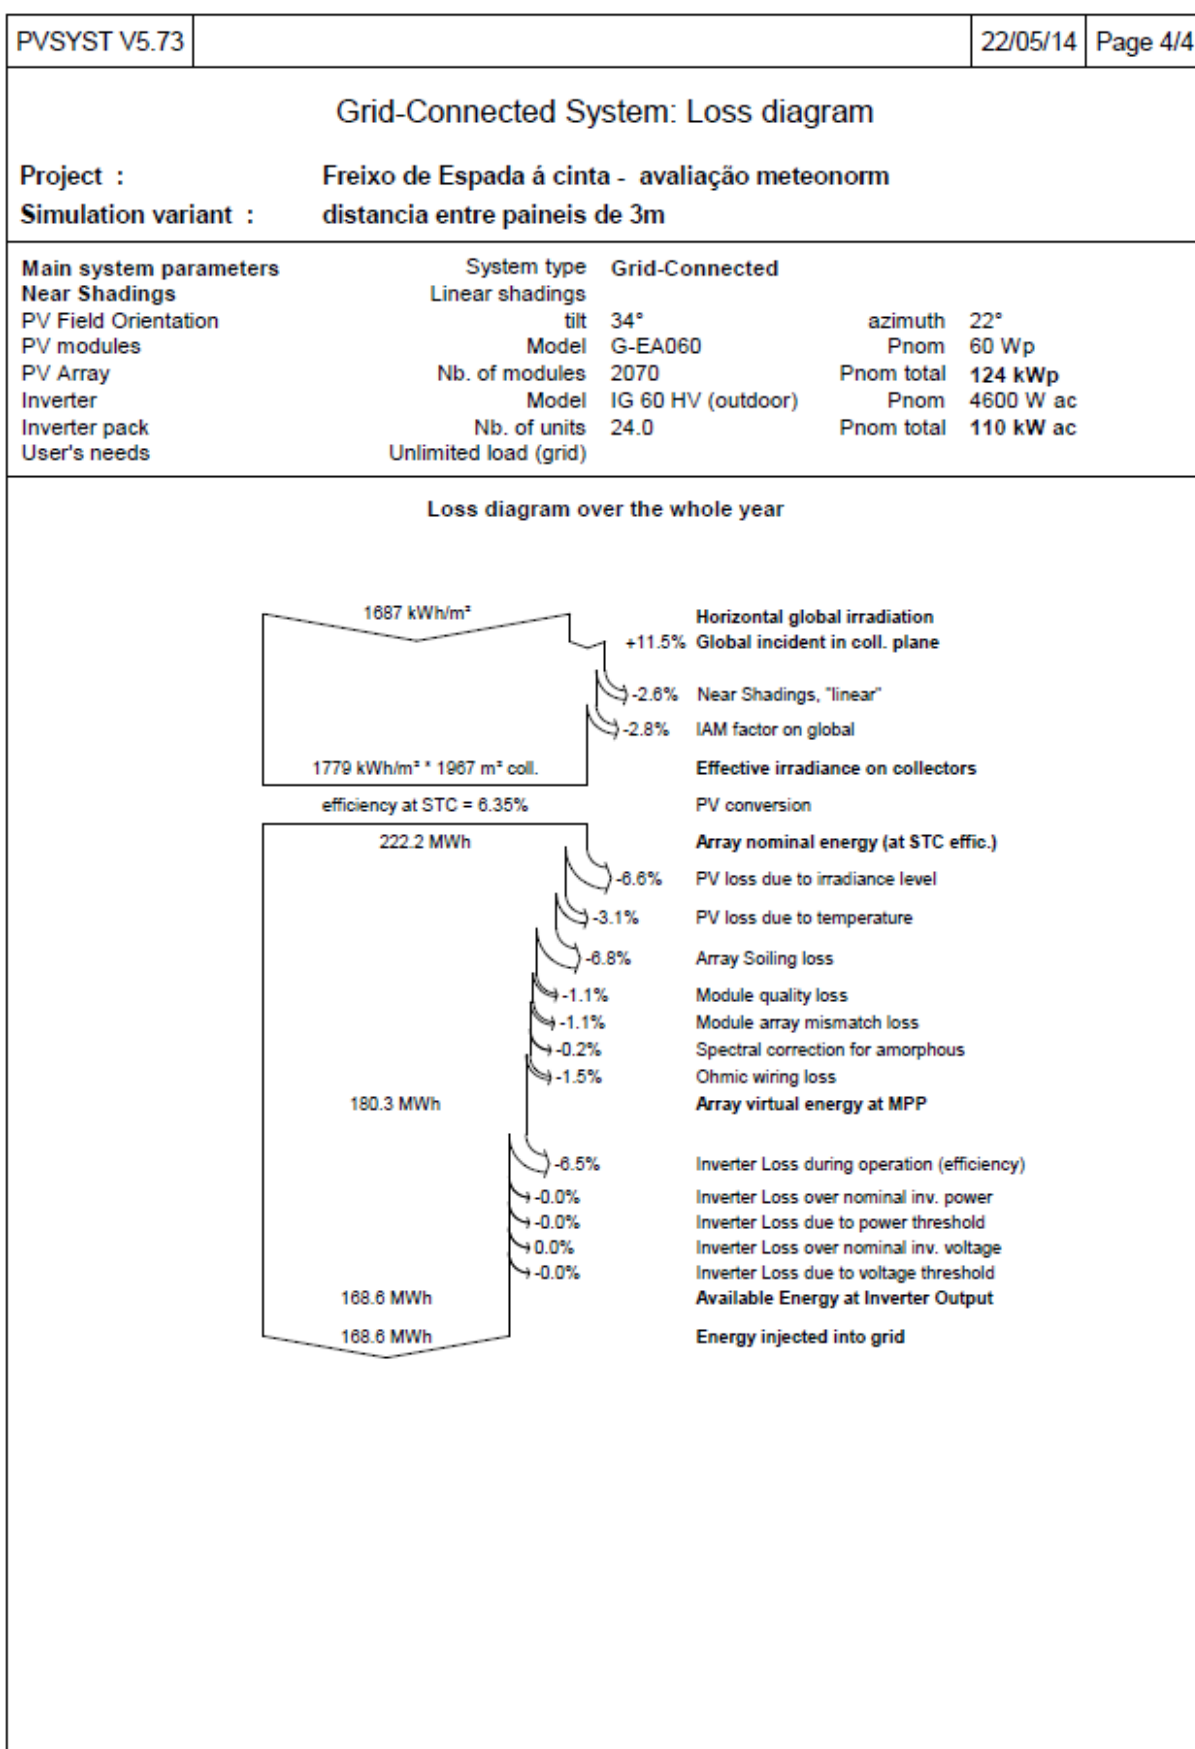 PVSYST V5.73 22/05/14 Page 4/4
Grid-Connected System: Loss diagram
Project : Freixo de Espada á cinta - avaliação meteonorm
Simulation variant : distancia entre paineis de 3m
Main system parameters System type Grid-Connected
Near Shadings Linear shadings
PV Field Orientation tilt 34° azimuth 22°
PV modules Model G-EA060 Pnom 60 Wp
PV Array Nb. of modules 2070 Pnom total 124 kWp
Inverter Model IG 60 HV (outdoor) Pnom 4600 W ac
Inverter pack Nb. of units 24.0 Pnom total 110 kW ac
User's needs Unlimited load (grid)
Loss diagram over the whole year
1687 kWh/m² Horizontal global irradiation
+11.5% Global incident in coll. plane
-2.6% Near Shadings, "linear"
-2.8% IAM factor on global
1779 kWh/m² * 1967 m² coll. Effective irradiance on collectors
efficiency at STC = 6.35% PV conversion
222.2 MWh Array nominal energy (at STC effic.)
-6.6% PV loss due to irradiance level
-3.1% PV loss due to temperature
-6.8% Array Soiling loss
-1.1% Module quality loss
-1.1% Module array mismatch loss
-0.2% Spectral correction for amorphous
-1.5% Ohmic wiring loss
180.3 MWh Array virtual energy at MPP
-6.5% Inverter Loss during operation (efficiency)
-0.0% Inverter Loss over nominal inv. power
-0.0% Inverter Loss due to power threshold
0.0% Inverter Loss over nominal inv. voltage
-0.0% Inverter Loss due to voltage threshold
168.6 MWh Available Energy at Inverter Output
168.6 MWh Energy injected into grid